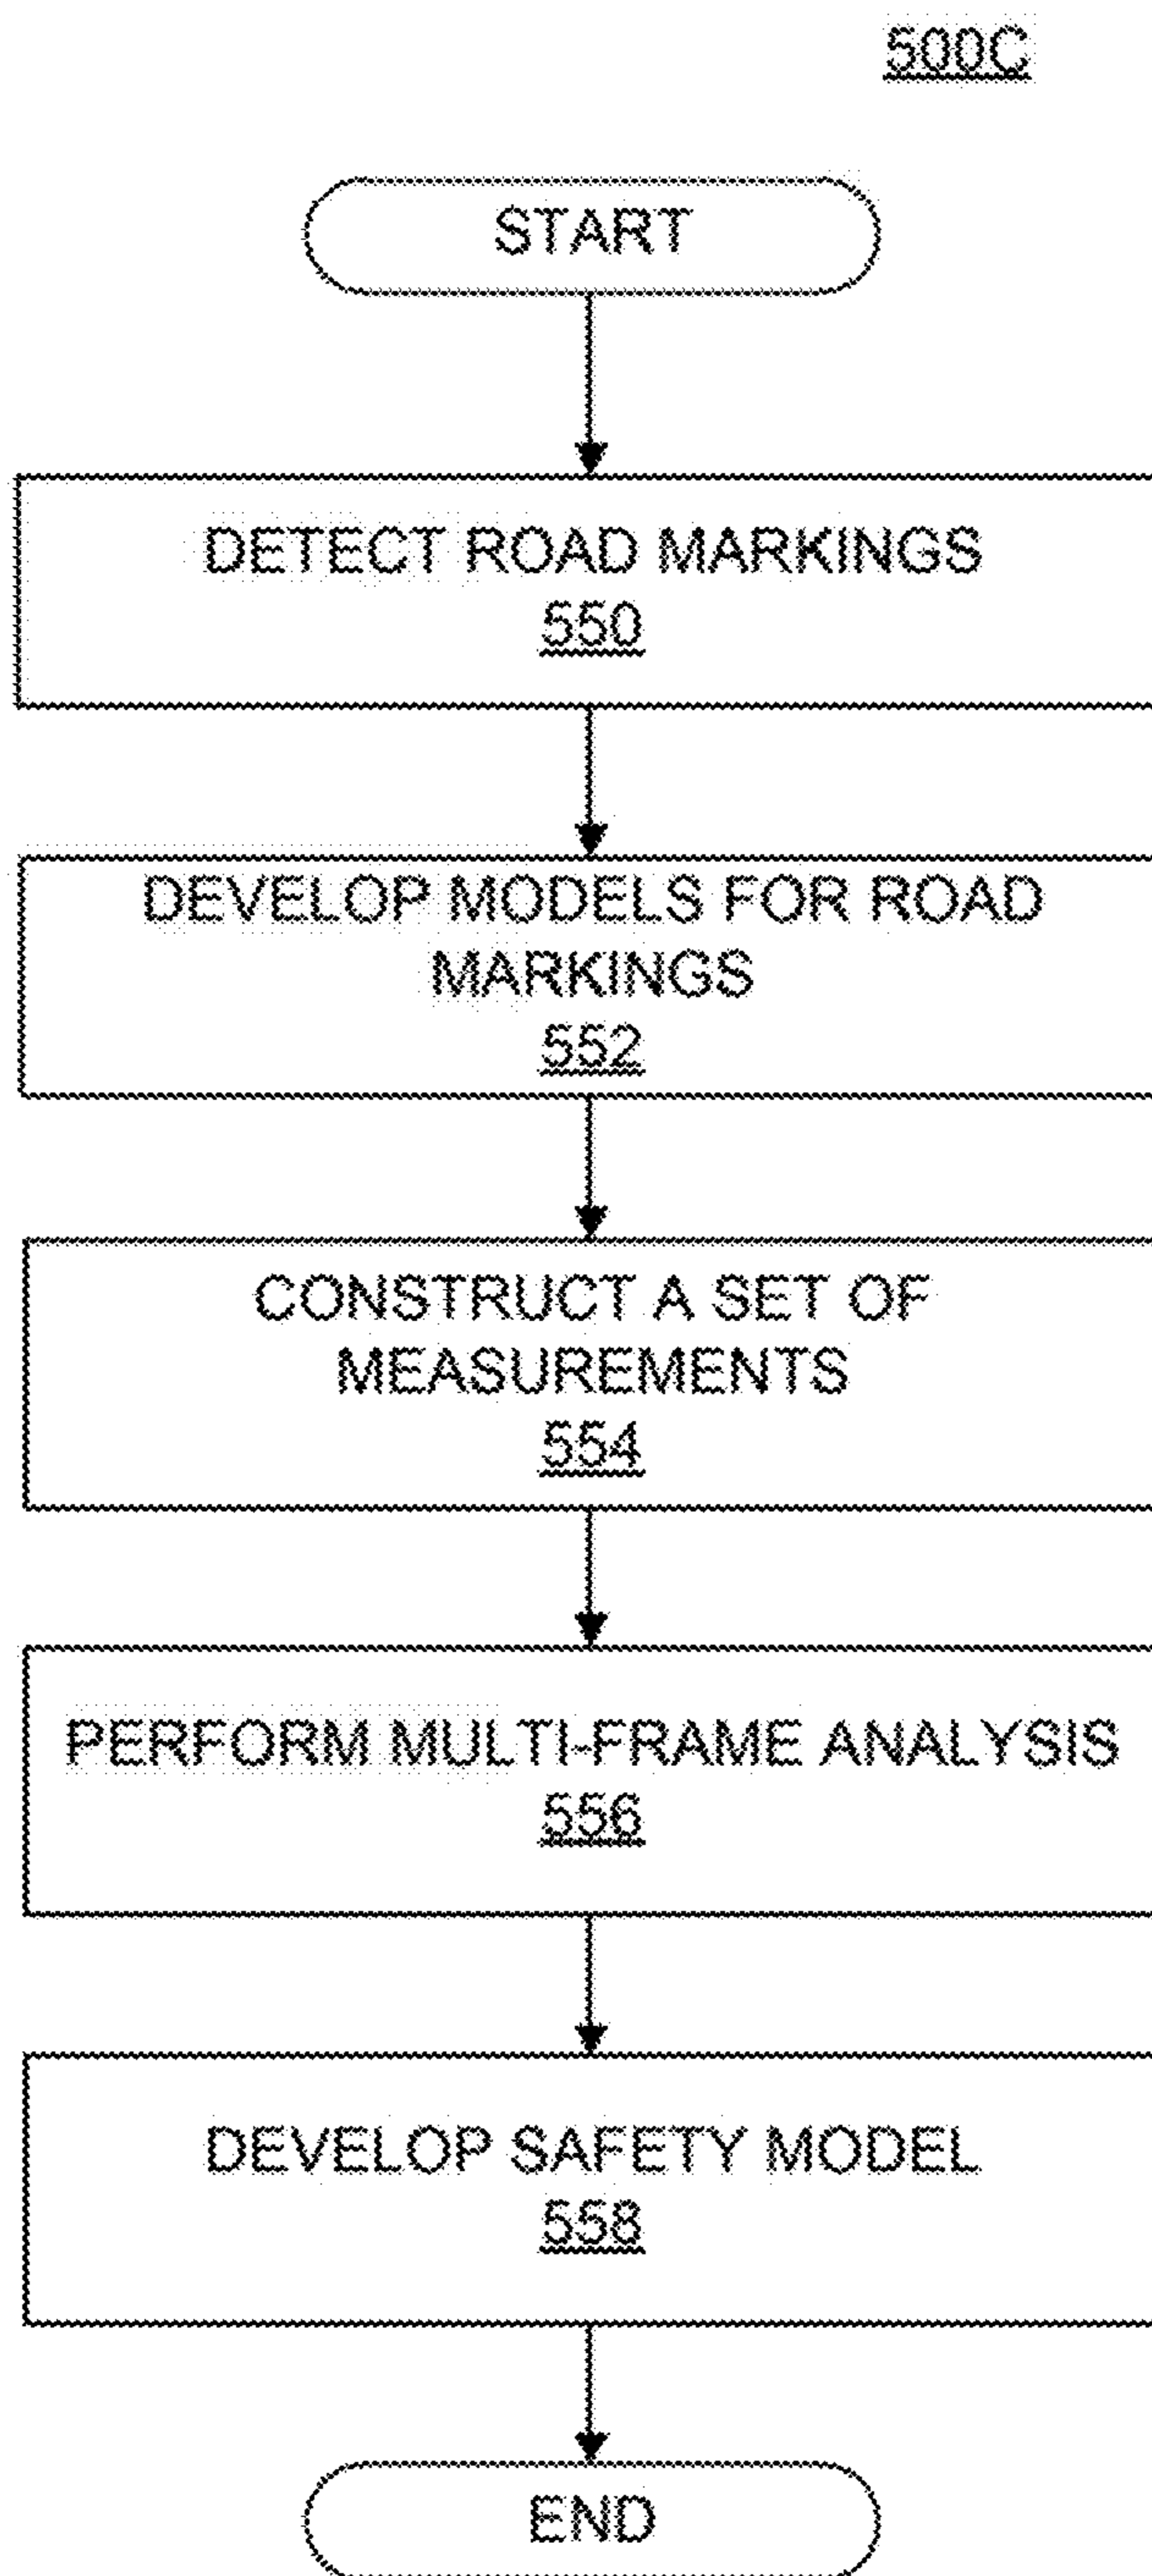 500C
START
DETECT ROAD MARKINGS
550
DEVELOP MODELS FOR ROAD
MARKINGS
552
CONSTRUCT A SET OF
MEASUREMENTS
554
PERFORM MULTI-FRAME ANALYSIS
556
DEVELOP SAFETY MODEL
558
END